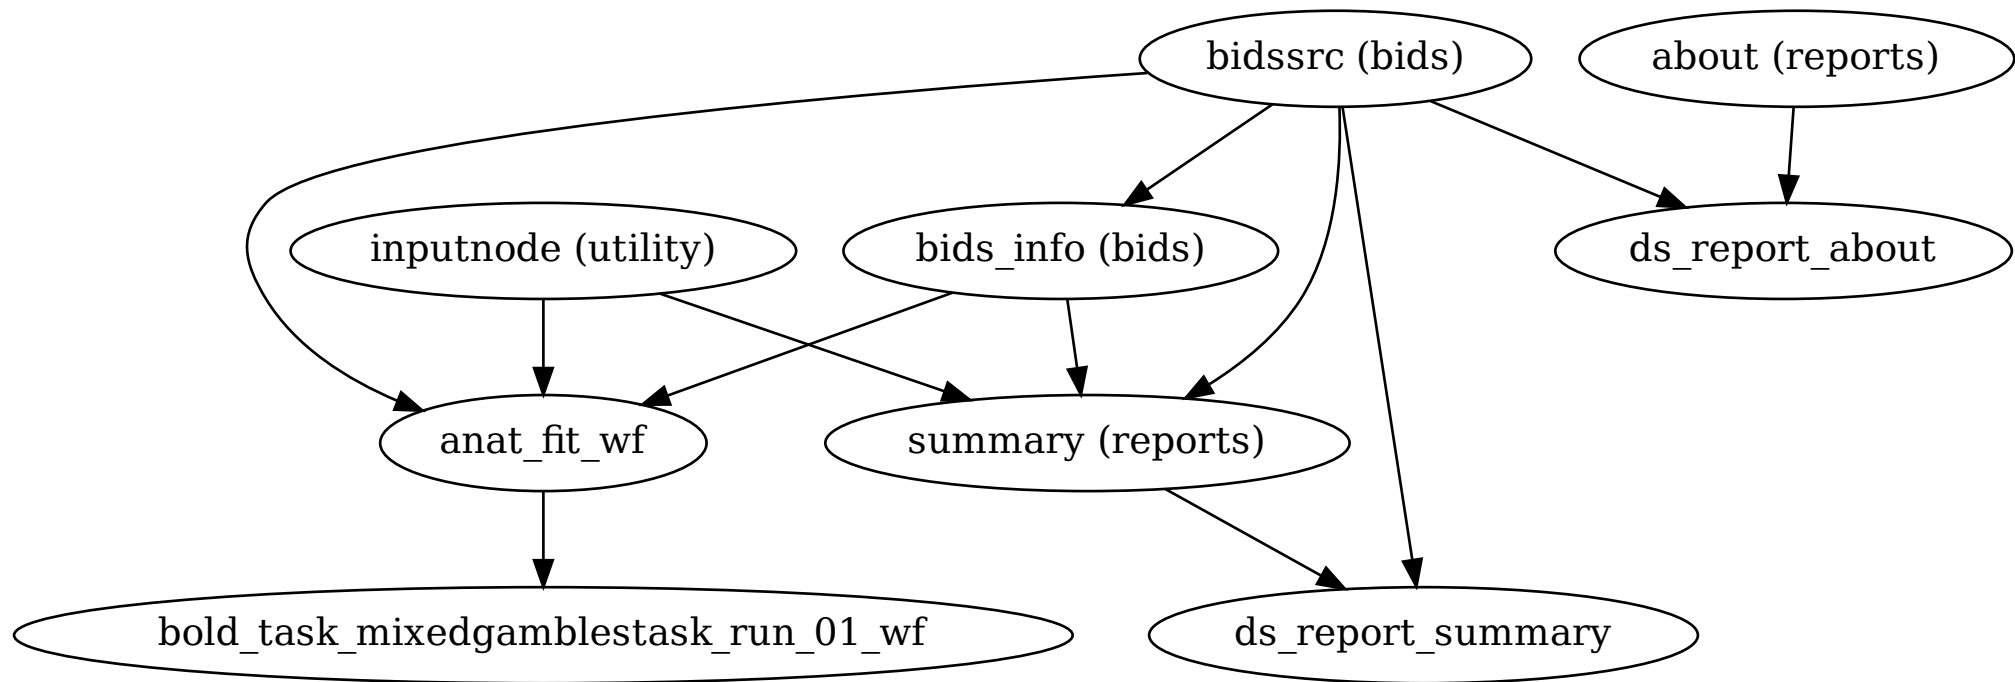 bidssrc (bids)
about (reports)
inputnode (utility)
bids_info (bids)
ds_report_about
anat_fit_wf
summary (reports)
bold_task_mixedgamblestask_run_01_wf
ds_report_summary